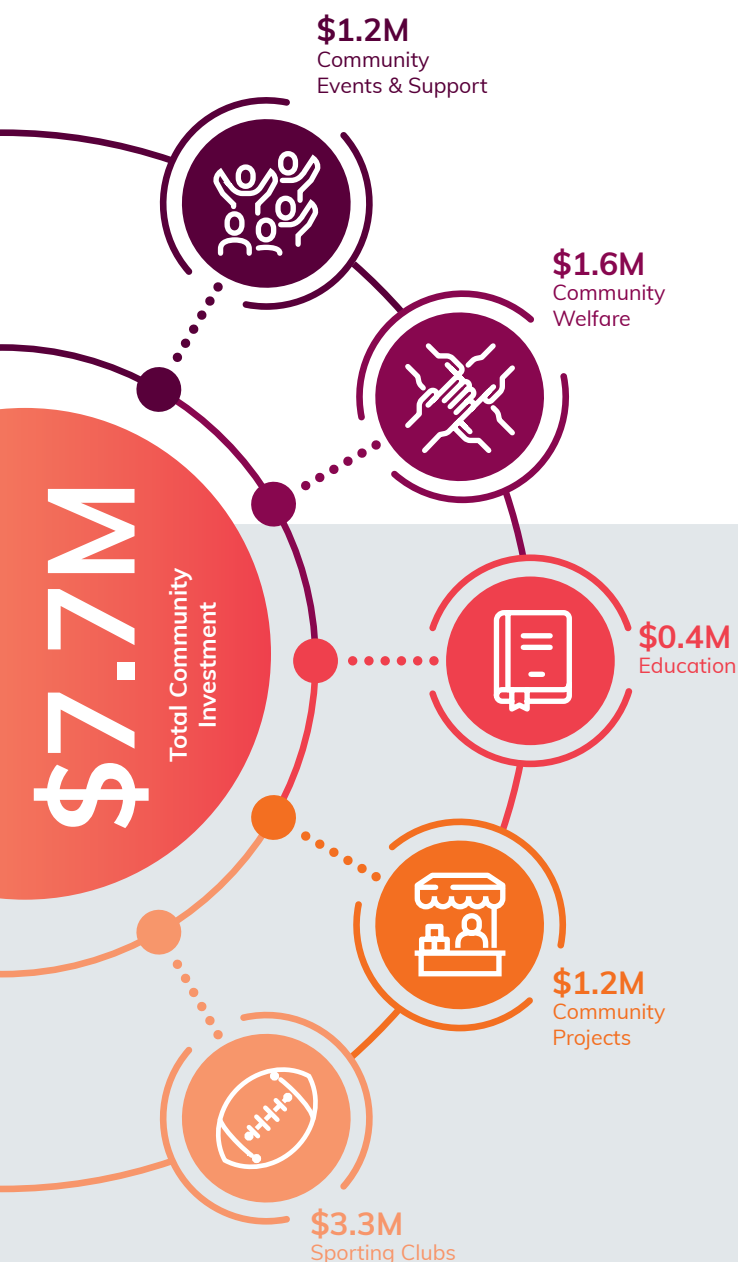 $1.2M
Community
Events & Support
$1.6M
Community
Welfare
$7.7M
Total Community
Investment
$0.4M
Education
$1.2M
Community
Projects
$3.3M
Sporting Clubs